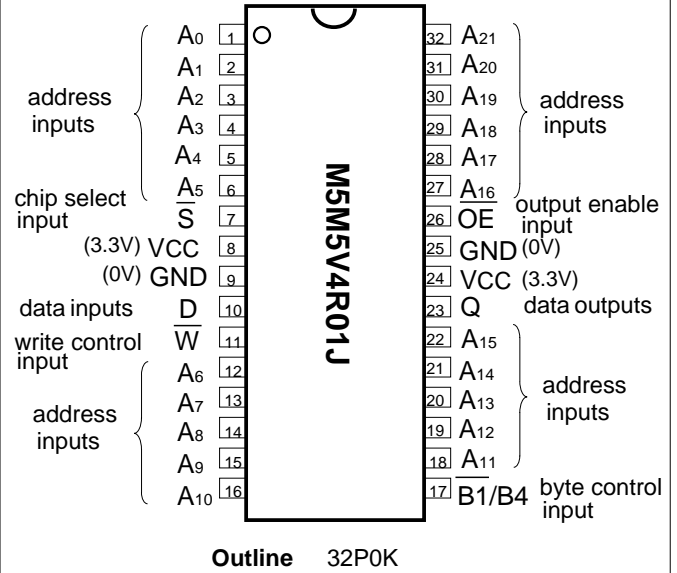 A0 1 32 A21
A1 2 31 A20
address inputs A2 3 30 A19 address inputs
A3 4 29 A18
A4 5 28 A17
A5 6 27 A16
chip select input S̅ 7 26 O̅E̅ output enable input
(3.3V) VCC 8 25 GND (0V)
(0V) GND 9 24 VCC (3.3V)
data inputs D 10 23 Q data outputs
write control input W̅ 11 22 A15
A6 12 21 A14
A7 13 20 A13 address inputs
address inputs A8 14 19 A12
A9 15 18 A11
A10 16 17 B̅1̅/B4 byte control input
M5M5V4R01J
Outline 32P0K